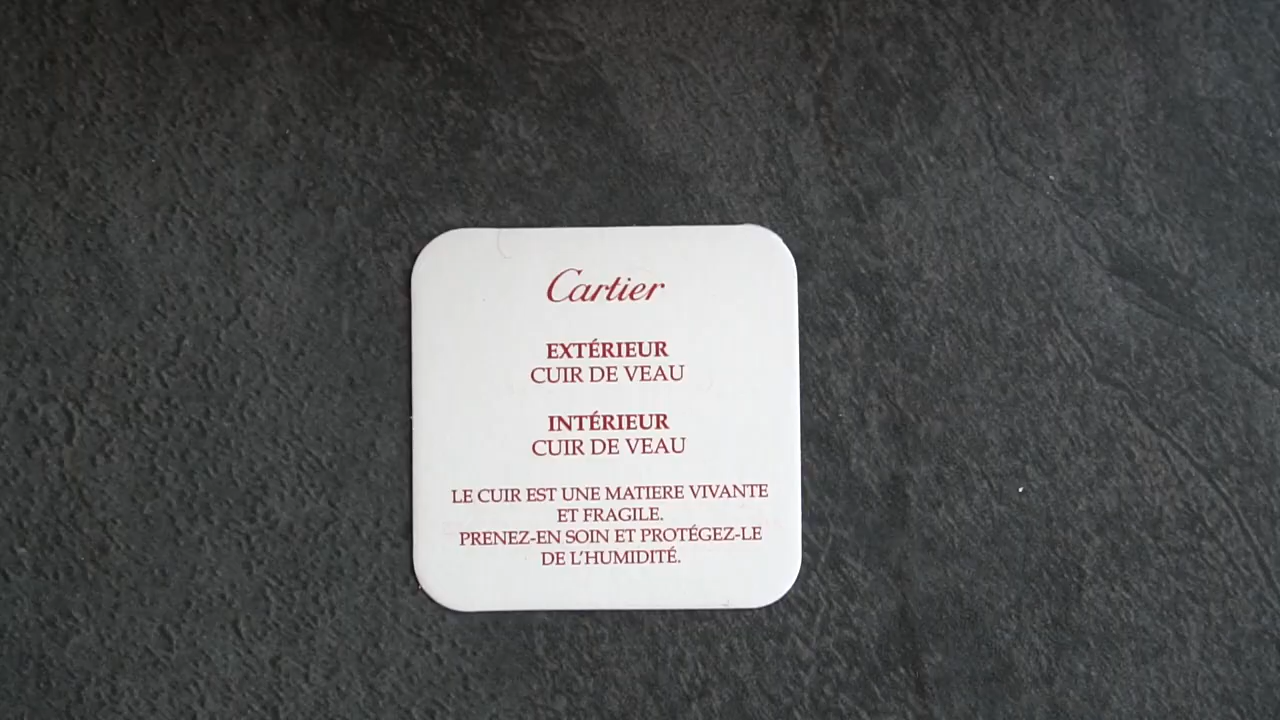 Cartier
EXTÉRIEUR
CUIR DE VEAU
INTÉRIEUR
CUIR DE VEAU
LE CUIR EST UNE MATIERE VIVANTE
ET FRAGILE.
PRENEZ-EN SOIN ET PROTÉGEZ-LE
DE L'HUMIDITÉ.